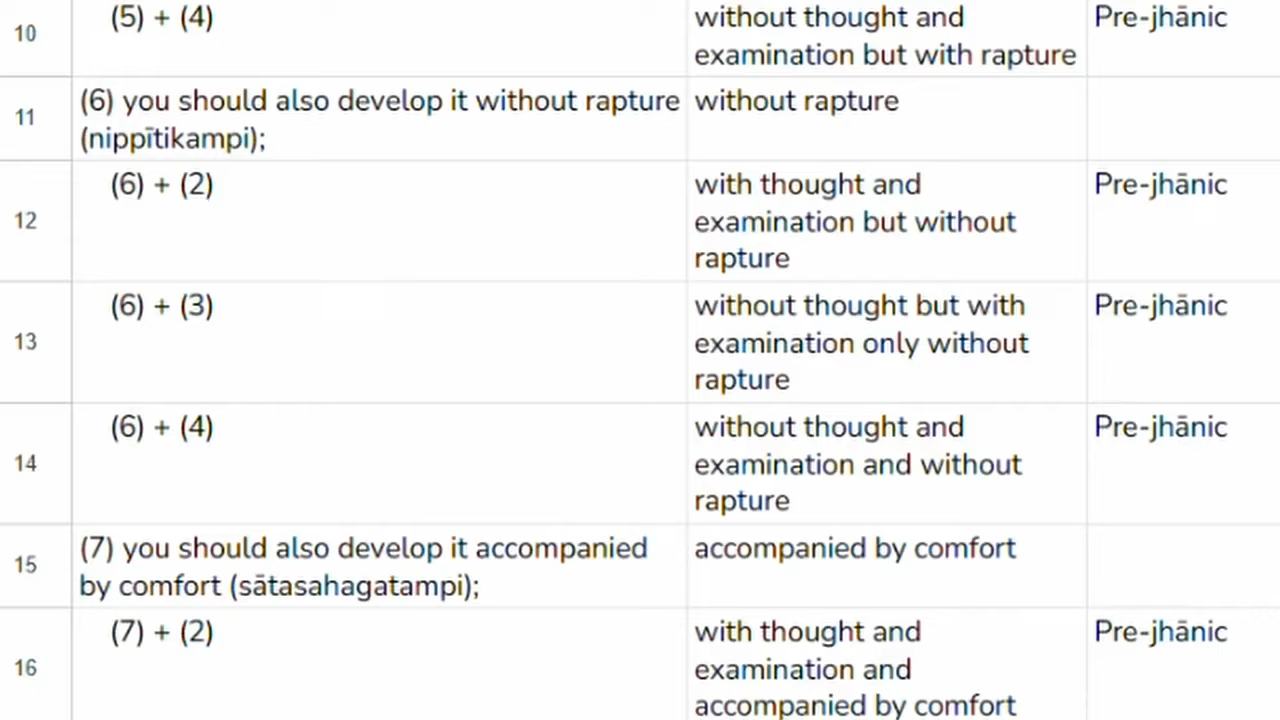 10 (5) + (4) without thought and Pre-jhānic
examination but with rapture
11 (6) you should also develop it without rapture without rapture
(nippītikampi);
12 (6) + (2) with thought and Pre-jhānic
examination but without
rapture
13 (6) + (3) without thought but with Pre-jhānic
examination only without
rapture
14 (6) + (4) without thought and Pre-jhānic
examination and without
rapture
15 (7) you should also develop it accompanied accompanied by comfort
by comfort (sātasahagatampi);
16 (7) + (2) with thought and Pre-jhānic
examination and
accompanied by comfort